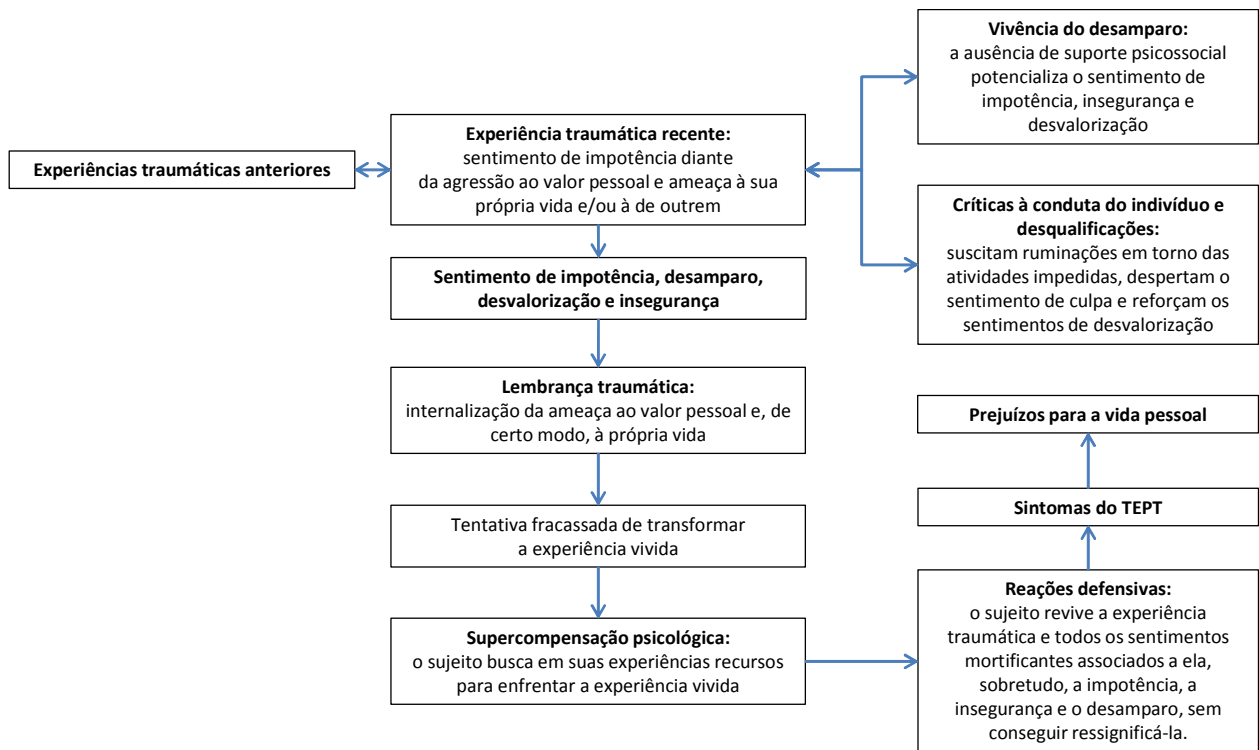 Vivência do desamparo:
a ausência de suporte psicossocial
potencializa o sentimento de
impotência, insegurança e
desvalorização
Experiências traumáticas anteriores
Experiência traumática recente:
sentimento de impotência diante
da agressão ao valor pessoal e ameaça à sua
própria vida e/ou à de outrem
Críticas à conduta do indivíduo e
desqualificações:
suscitam ruminações em torno das
atividades impedidas, despertam o
sentimento de culpa e reforçam os
sentimentos de desvalorização
Sentimento de impotência, desamparo,
desvalorização e insegurança
Lembrança traumática:
internalização da ameaça ao valor pessoal e, de
certo modo, à própria vida
Tentativa fracassada de transformar
a experiência vivida
Supercompensação psicológica:
o sujeito busca em suas experiências recursos
para enfrentar a experiência vivida
Prejuízos para a vida pessoal
Sintomas do TEPT
Reações defensivas:
o sujeito revive a experiência
traumática e todos os sentimentos
mortificantes associados a ela,
sobretudo, a impotência, a
insegurança e o desamparo, sem
conseguir ressignificá-la.